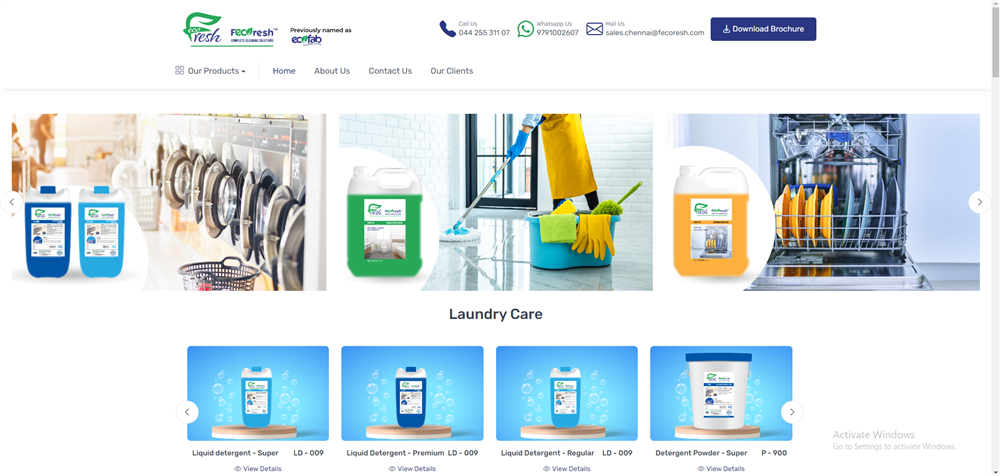 eco
fresh
Fecofresh™
COMPLETE CLEANING SOLUTIONS
Previously named as
ecofab
Call Us
044 255 311 07
Whatsapp Us
9791002607
Mail Us
sales.chennai@fecoresh.com
Download Brochure
Our Products
Home
About Us
Contact Us
Our Clients
Laundry Care
Liquid detergent - Super LD - 009
View Details
Liquid detergent - Premium LD - 009
View Details
Liquid Detergent - Regular LD - 009
View Details
Detergent Powder - Super P - 900
View Details
Activate Windows
Go to Settings to activate Windows.